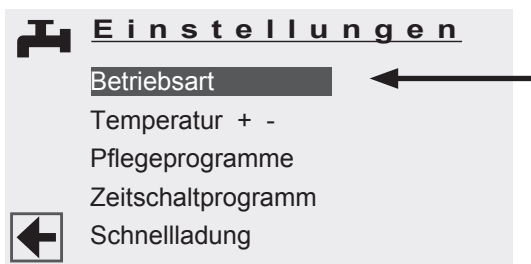 Einstellungen
Betriebsart
Temperatur + -
Pflegeprogramme
Zeitschaltprogramm
Schnellladung